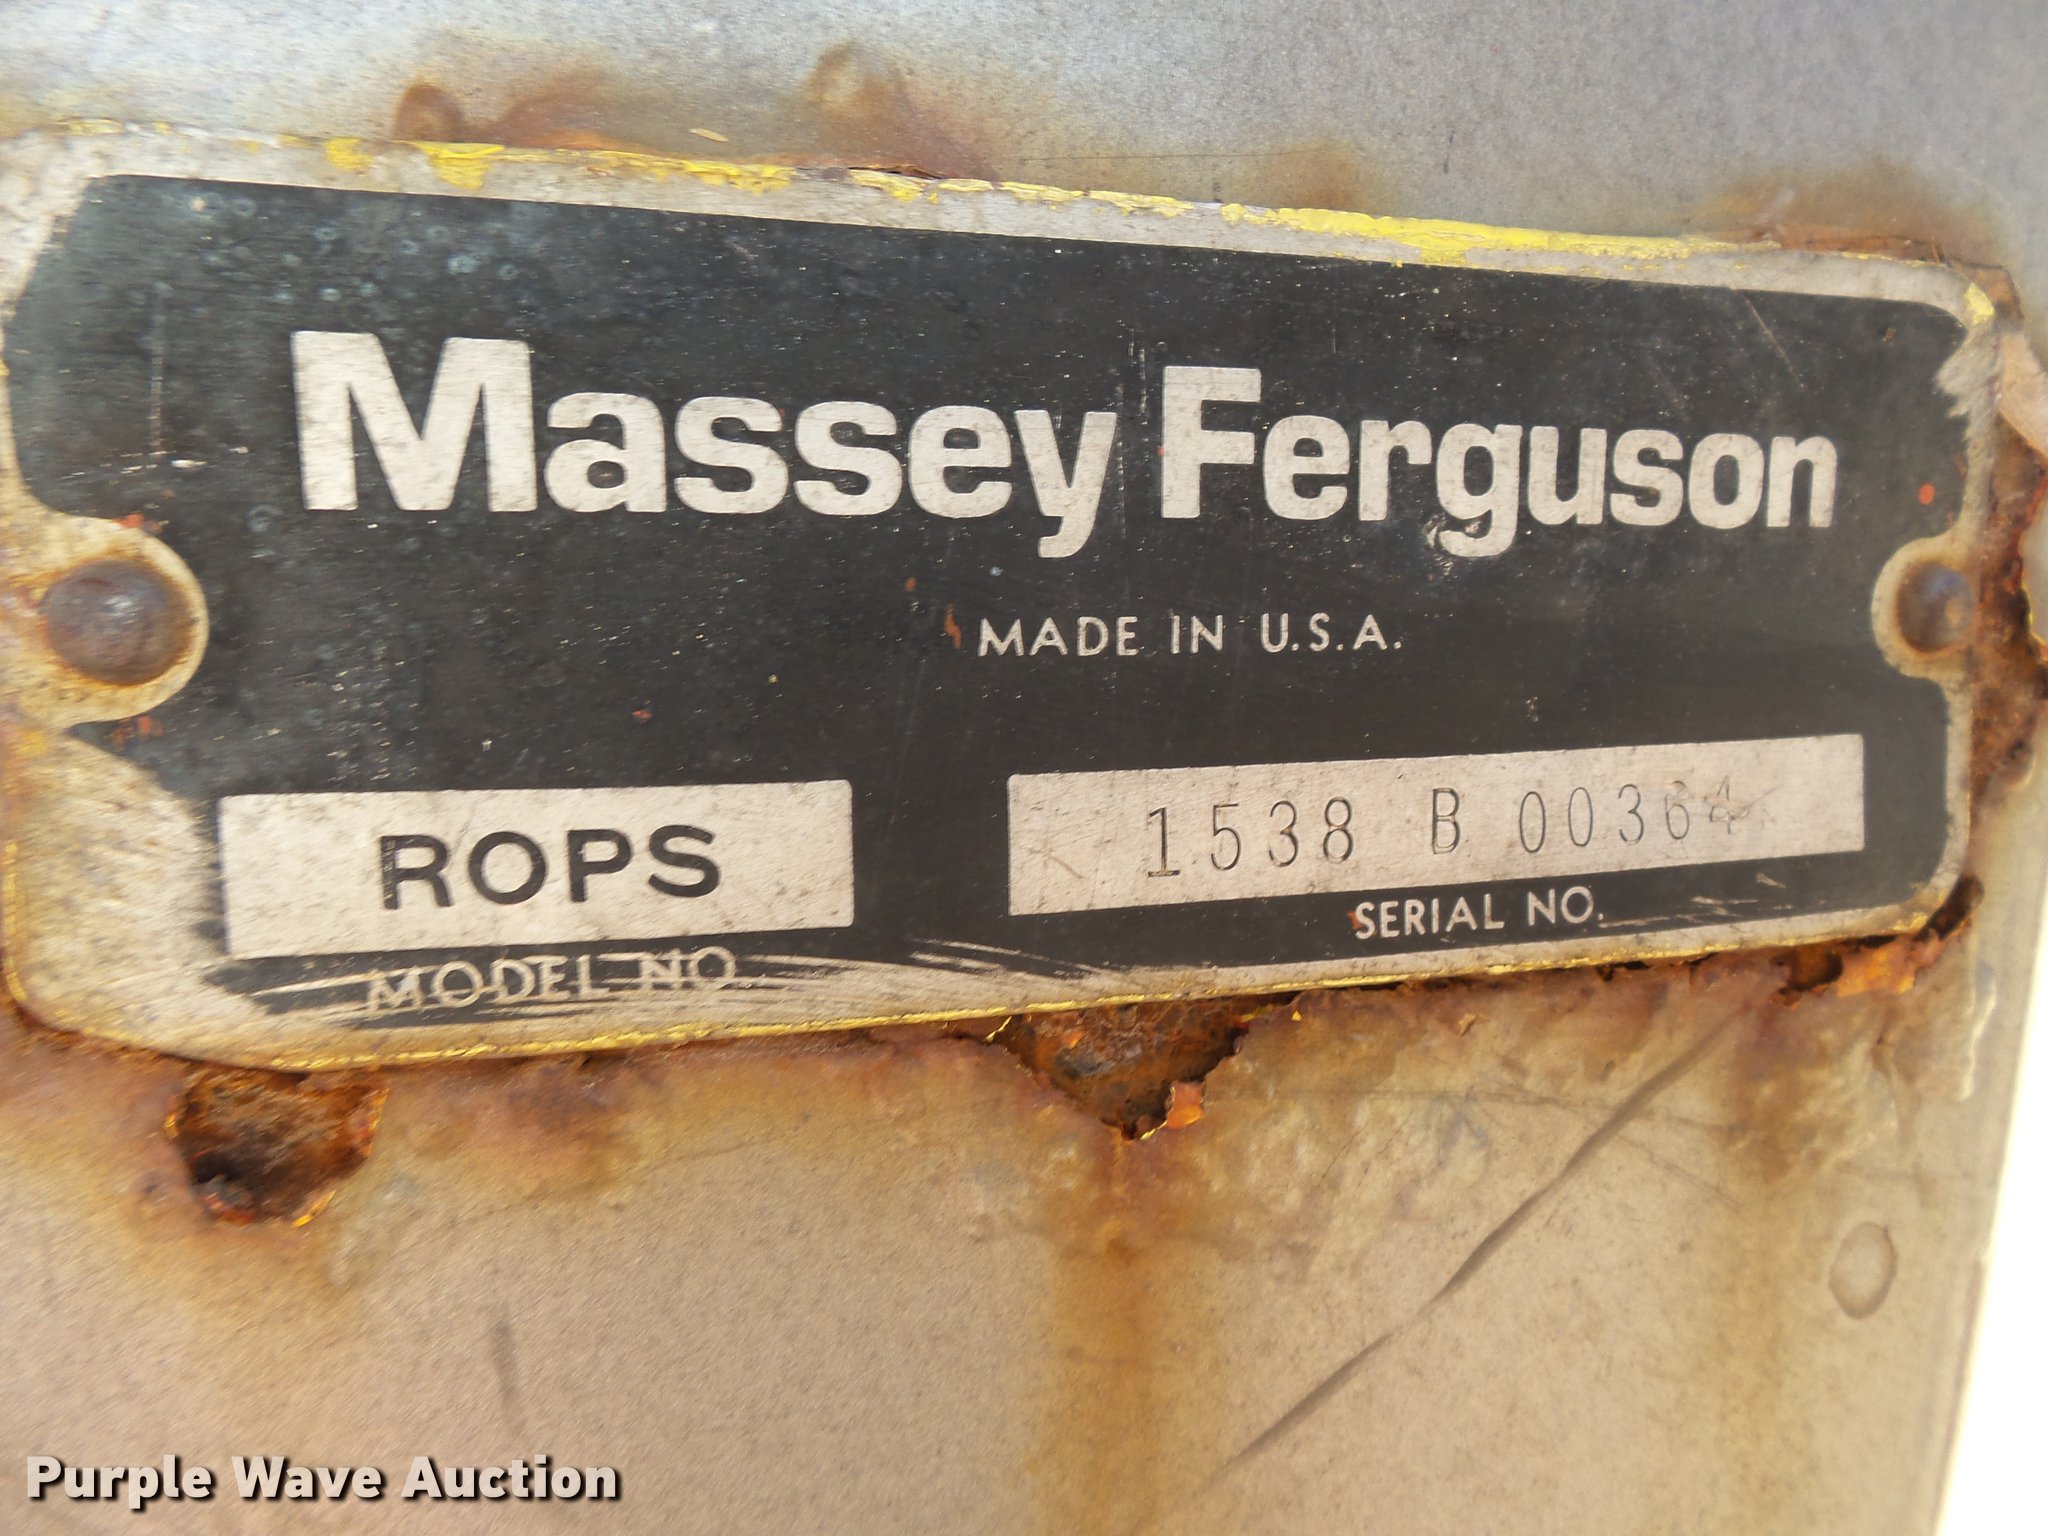 Massey Ferguson
MADE IN U.S.A.
ROPS
1538 B 00364
MODEL NO.
SERIAL NO.
Purple Wave Auction